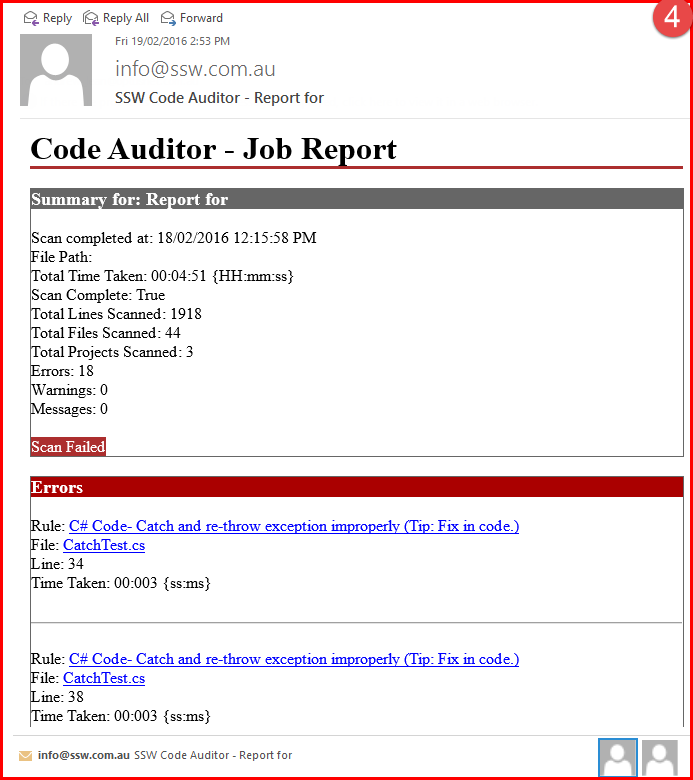 Reply Reply All Forward
4
Fri 19/02/2016 2:53 PM
info@ssw.com.au
SSW Code Auditor - Report for
Code Auditor - Job Report
Summary for: Report for
Scan completed at: 18/02/2016 12:15:58 PM
File Path:
Total Time Taken: 00:04:51 {HH:mm:ss}
Scan Complete: True
Total Lines Scanned: 1918
Total Files Scanned: 44
Total Projects Scanned: 3
Errors: 18
Warnings: 0
Messages: 0
Scan Failed
Errors
Rule: C# Code- Catch and re-throw exception improperly (Tip: Fix in code.)
File: CatchTest.cs
Line: 34
Time Taken: 00:003 {ss:ms}
Rule: C# Code- Catch and re-throw exception improperly (Tip: Fix in code.)
File: CatchTest.cs
Line: 38
Time Taken: 00:003 {ss:ms}
info@ssw.com.au SSW Code Auditor - Report for